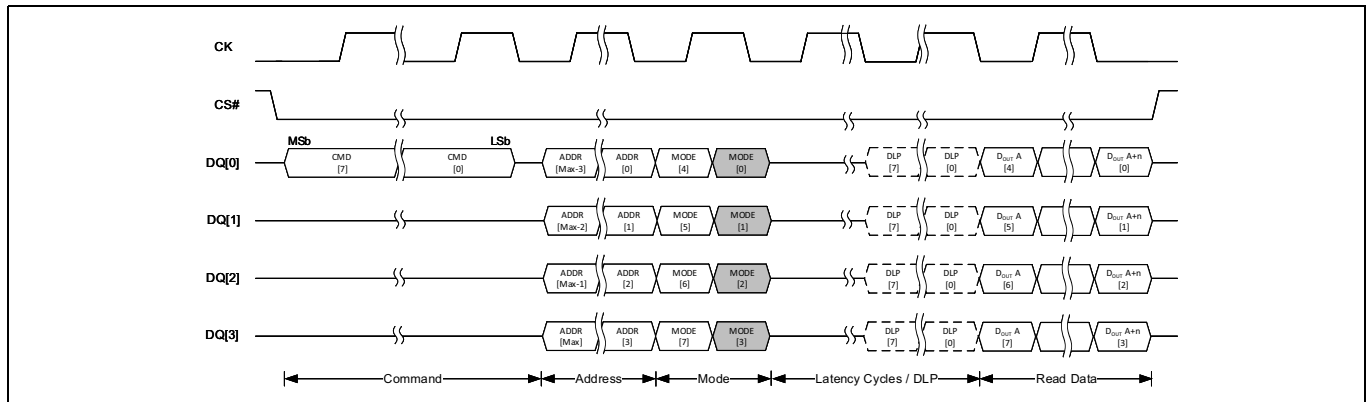 CK
CS#
MSb LSb
DQ[0] CMD [7] CMD [0] ADDR [Max-3] ADDR [0] MODE [4] MODE [0] DLP [7] DLP [0] DOUT A [4] DOUT A+n [0]
DQ[1] ADDR [Max-2] ADDR [1] MODE [5] MODE [1] DLP [7] DLP [0] DOUT A [5] DOUT A+n [1]
DQ[2] ADDR [Max-1] ADDR [2] MODE [6] MODE [2] DLP [7] DLP [0] DOUT A [6] DOUT A+n [2]
DQ[3] ADDR [Max] ADDR [3] MODE [7] MODE [3] DLP [7] DLP [0] DOUT A [7] DOUT A+n [3]
Command Address Mode Latency Cycles / DLP Read Data